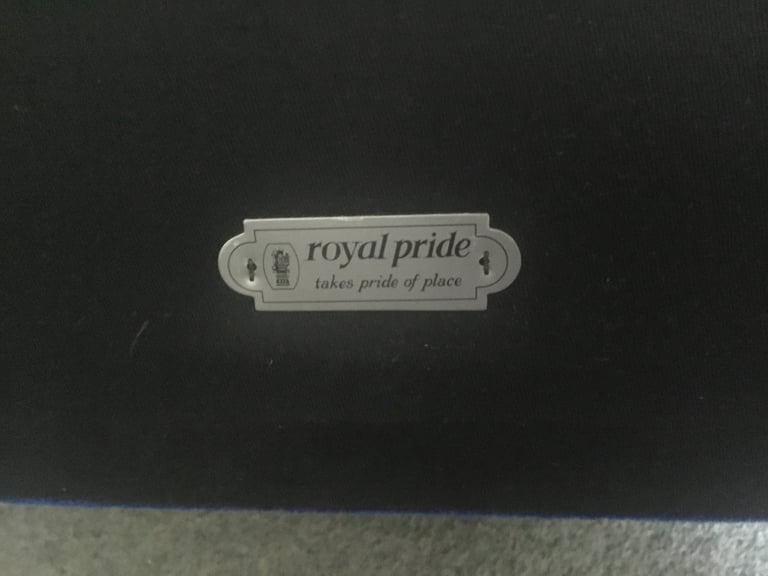 royal pride
takes pride of place